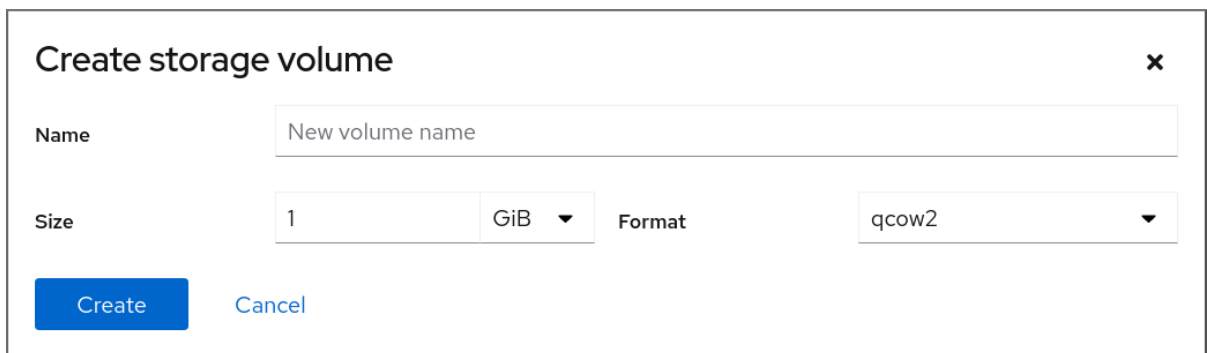 Create storage volume
Name New volume name
Size 1 GiB Format qcow2
Create Cancel